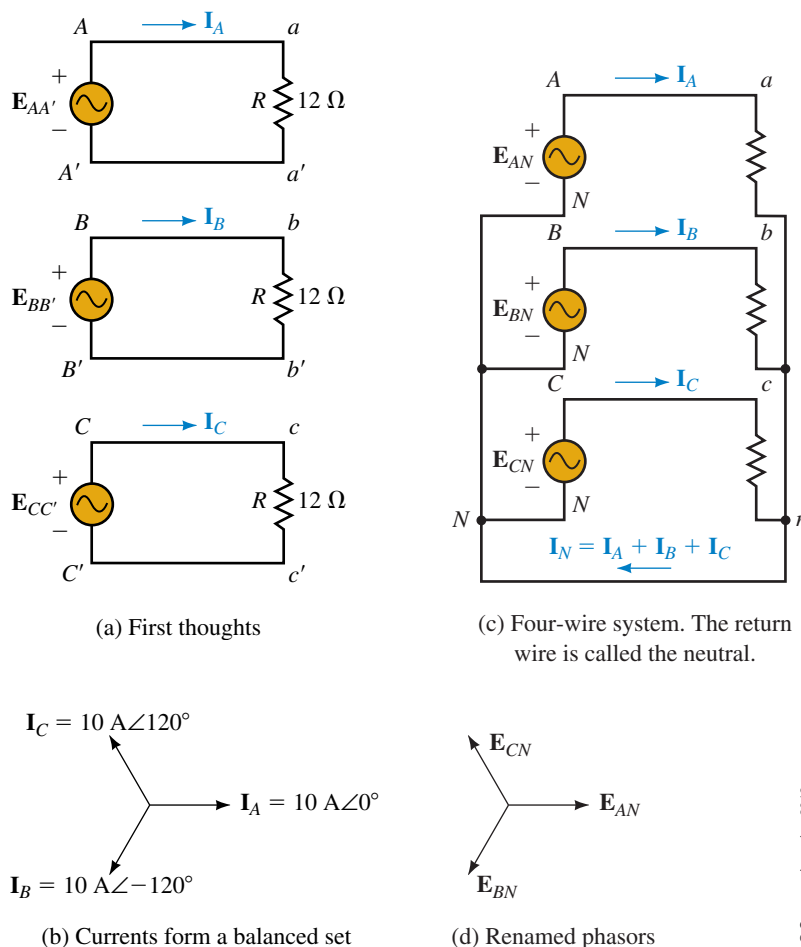 A I_A a
+
E_AA' R 12 Ω
−
A' a'
B I_B b
+
E_BB' R 12 Ω
−
B' b'
C I_C c
+
E_CC' R 12 Ω
−
C' c'
(a) First thoughts
A I_A a
+
E_AN
−
N
B I_B b
+
E_BN
−
N
C I_C c
+
E_CN
−
N
N
I_N = I_A + I_B + I_C
(c) Four-wire system. The return
wire is called the neutral.
I_C = 10 A∠120°
I_A = 10 A∠0°
I_B = 10 A∠−120°
(b) Currents form a balanced set
E_CN
E_AN
E_BN
(d) Renamed phasors